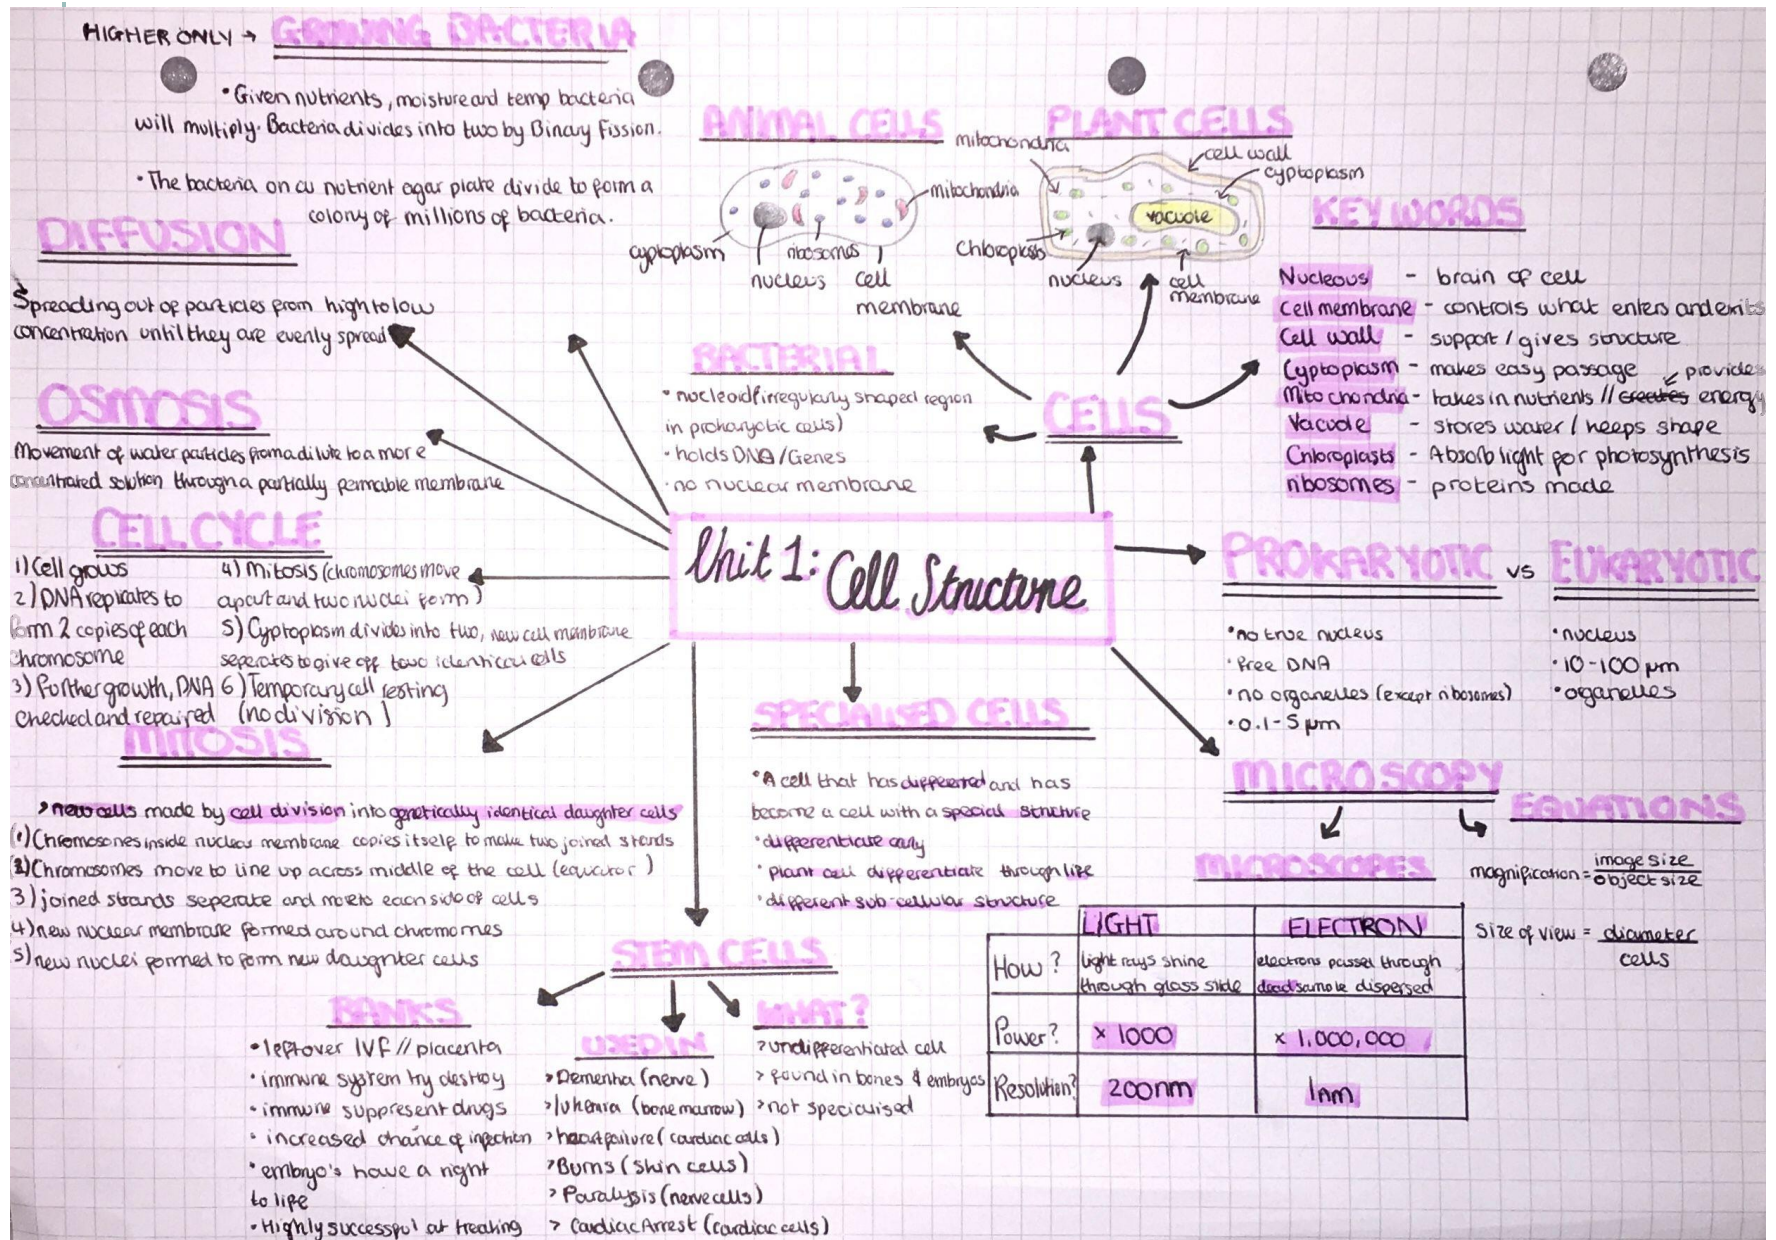 HIGHER ONLY → GROWING BACTERIA
• Given nutrients, moisture and temp bacteria
will multiply. Bacteria divides into two by Binary Fission.
• The bacteria on a nutrient agar plate divide to form a
colony of millions of bacteria.
DIFFUSION
Spreading out of particles from high to low
concentration until they are evenly spread
OSMOSIS
Movement of water particles from a dilute to a more
concentrated solution through a partially permable membrane
CELL CYCLE
1) Cell grows
2) DNA replicates to
form 2 copies of each
chromosome
3) Further growth, DNA
checked and repaired
4) Mitosis (chromosomes move
apart and two nuclei form)
5) Cyptoplasm divides into two, new cell membrane
seperates to give off two identical cells
6) Temporary cell resting
(no division)
MITOSIS
> new cells made by cell division into genetically identical daughter cells
1) Chromosones inside nuclear membrane copies itself to make two joined strands
2) Chromosomes move to line up across middle of the cell (equator)
3) joined strands seperate and move to each side of cells
4) new nuclear membrane formed around chromomes
5) new nuclei formed to form new daughter cells
ANIMAL CELLS
mitochondria
cyptoplasm
ribosomes
nucleus
cell
membrane
PLANT CELLS
mitochondria
cell wall
cyptoplasm
vacuole
Chloroplasts
nucleus
cell
membrane
KEY WORDS
Nucleous - brain of cell
Cell membrane - controls what enters and exits
Cell wall - support / gives structure
Cyptoplasm - makes easy passage
provide
Mitochondria - takes in nutrients // creates energy
Vacuole - stores water / keeps shape
Chloroplasts - Absorb light for photosynthesis
ribosomes - proteins made
BACTERIAL
• nucleoid (irregularly shaped region
in prokaryotic cells)
• holds DNA / Genes
• no nuclear membrane
CELLS
Unit 1: Cell Structure
PROKARYOTIC vs EUKARYOTIC
• no true nucleus
• free DNA
• no organelles (except ribosomes)
• 0.1-5 µm
• nucleus
• 10-100 µm
• organelles
SPECIALISED CELLS
• A cell that has and has
become a cell with a special structure
• differentiate early
• plant cell differentiate through life
• different sub-cellular structure
MICROSCOPY
EQUATIONS
magnification = image size
object size
size of view = diameter
cells
MICROSCOPES
LIGHT ELECTRON
How? light rays shine
through glass slide
electrons passed through
dead sample dispersed
Power? × 1000 × 1,000,000
Resolution? 200nm 1nm
STEM CELLS
BANKS
• leftover IVF // placenta
• immune system try destroy
• immune suppresent drugs
• increased chance of infection
• embryo's have a right
to life
• Highly successful at treating
USED IN
> Dementia (nerve)
> (bone marrow)
> heart failure (cardiac cells)
> Burns (skin cells)
> Paralysis (nerve cells)
> Cardiac Arrest (cardiac cells)
WHAT?
> undifferentiated cell
> found in bones & embryos
> not specialised